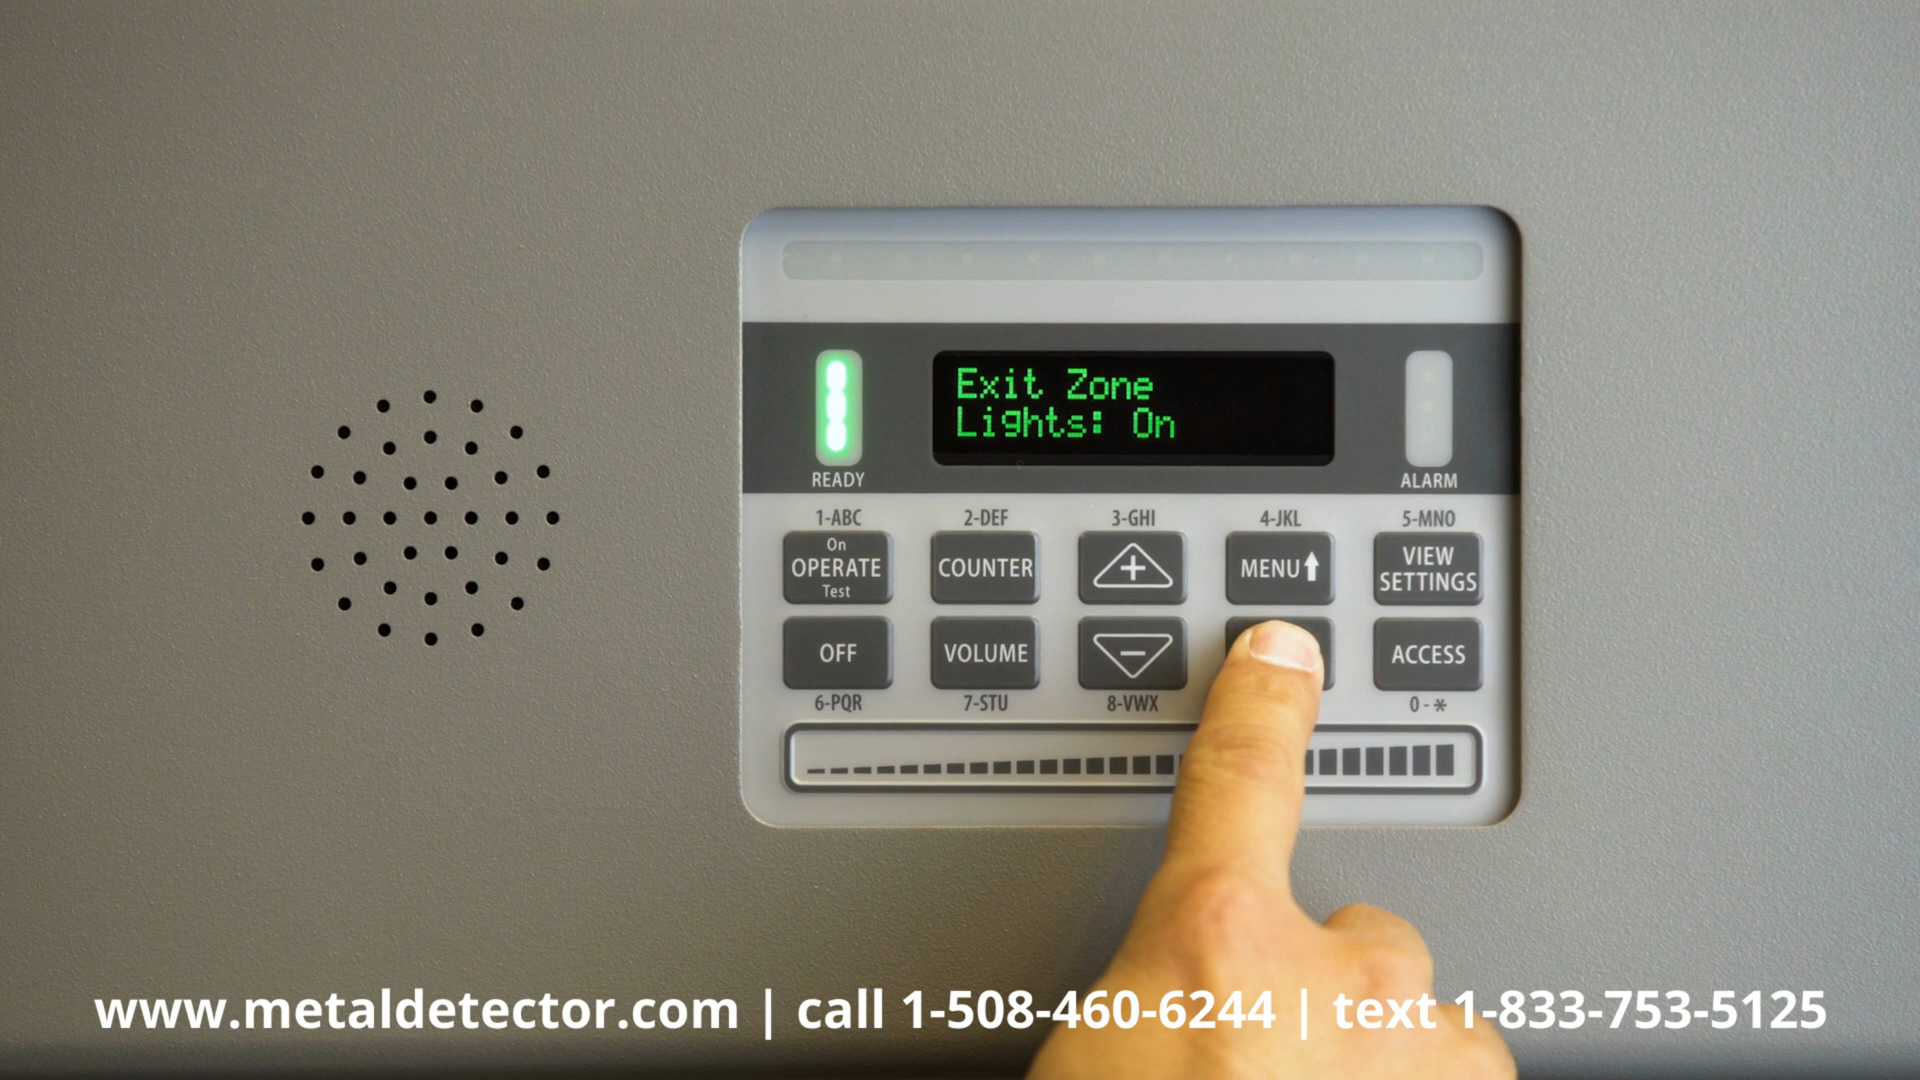 Exit Zone
Lights: On
READY
ALARM
1-ABC
2-DEF
3-GHI
4-JKL
5-MNO
On
OPERATE
Test
COUNTER
+
MENU
VIEW
SETTINGS
OFF
VOLUME
−
ACCESS
6-PQR
7-STU
8-VWX
0-*
www.metaldetector.com | call 1-508-460-6244 | text 1-833-753-5125